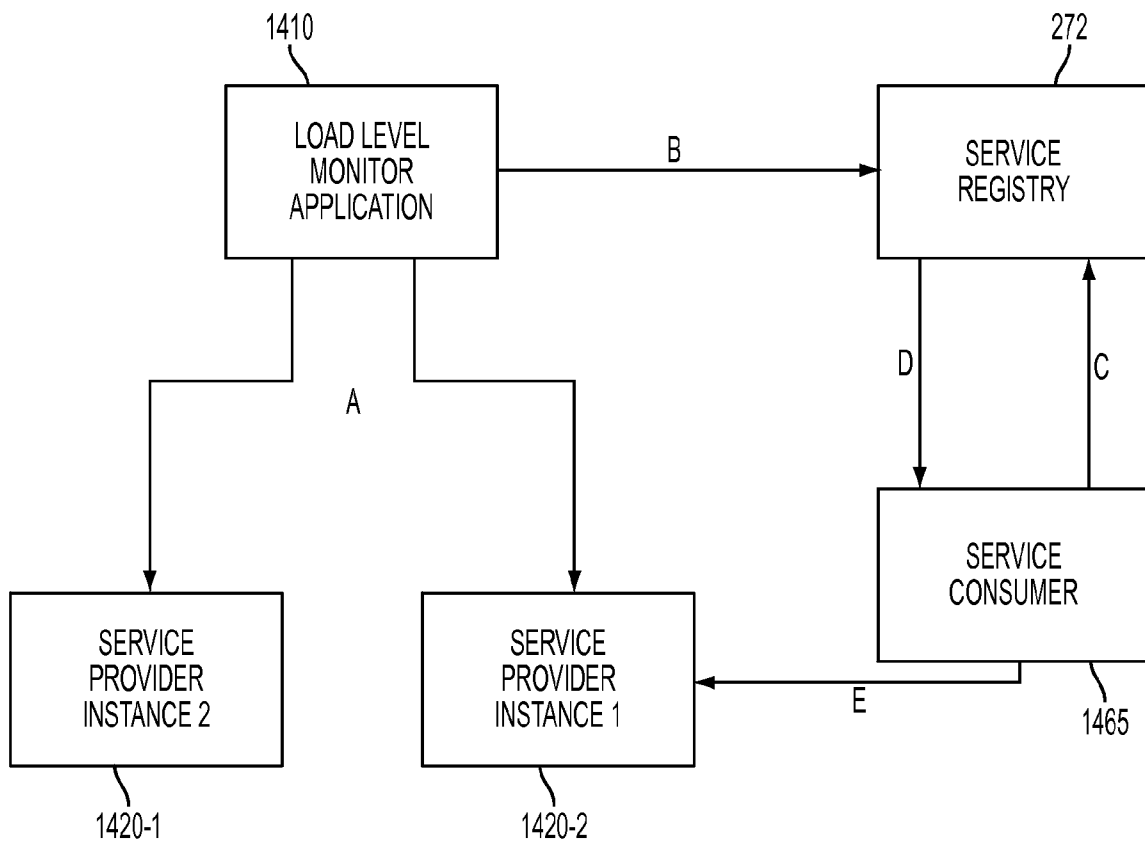 1410
272
LOAD LEVEL
MONITOR
APPLICATION
B
SERVICE
REGISTRY
A
D
C
SERVICE
PROVIDER
INSTANCE 2
SERVICE
PROVIDER
INSTANCE 1
SERVICE
CONSUMER
E
1465
1420-1
1420-2